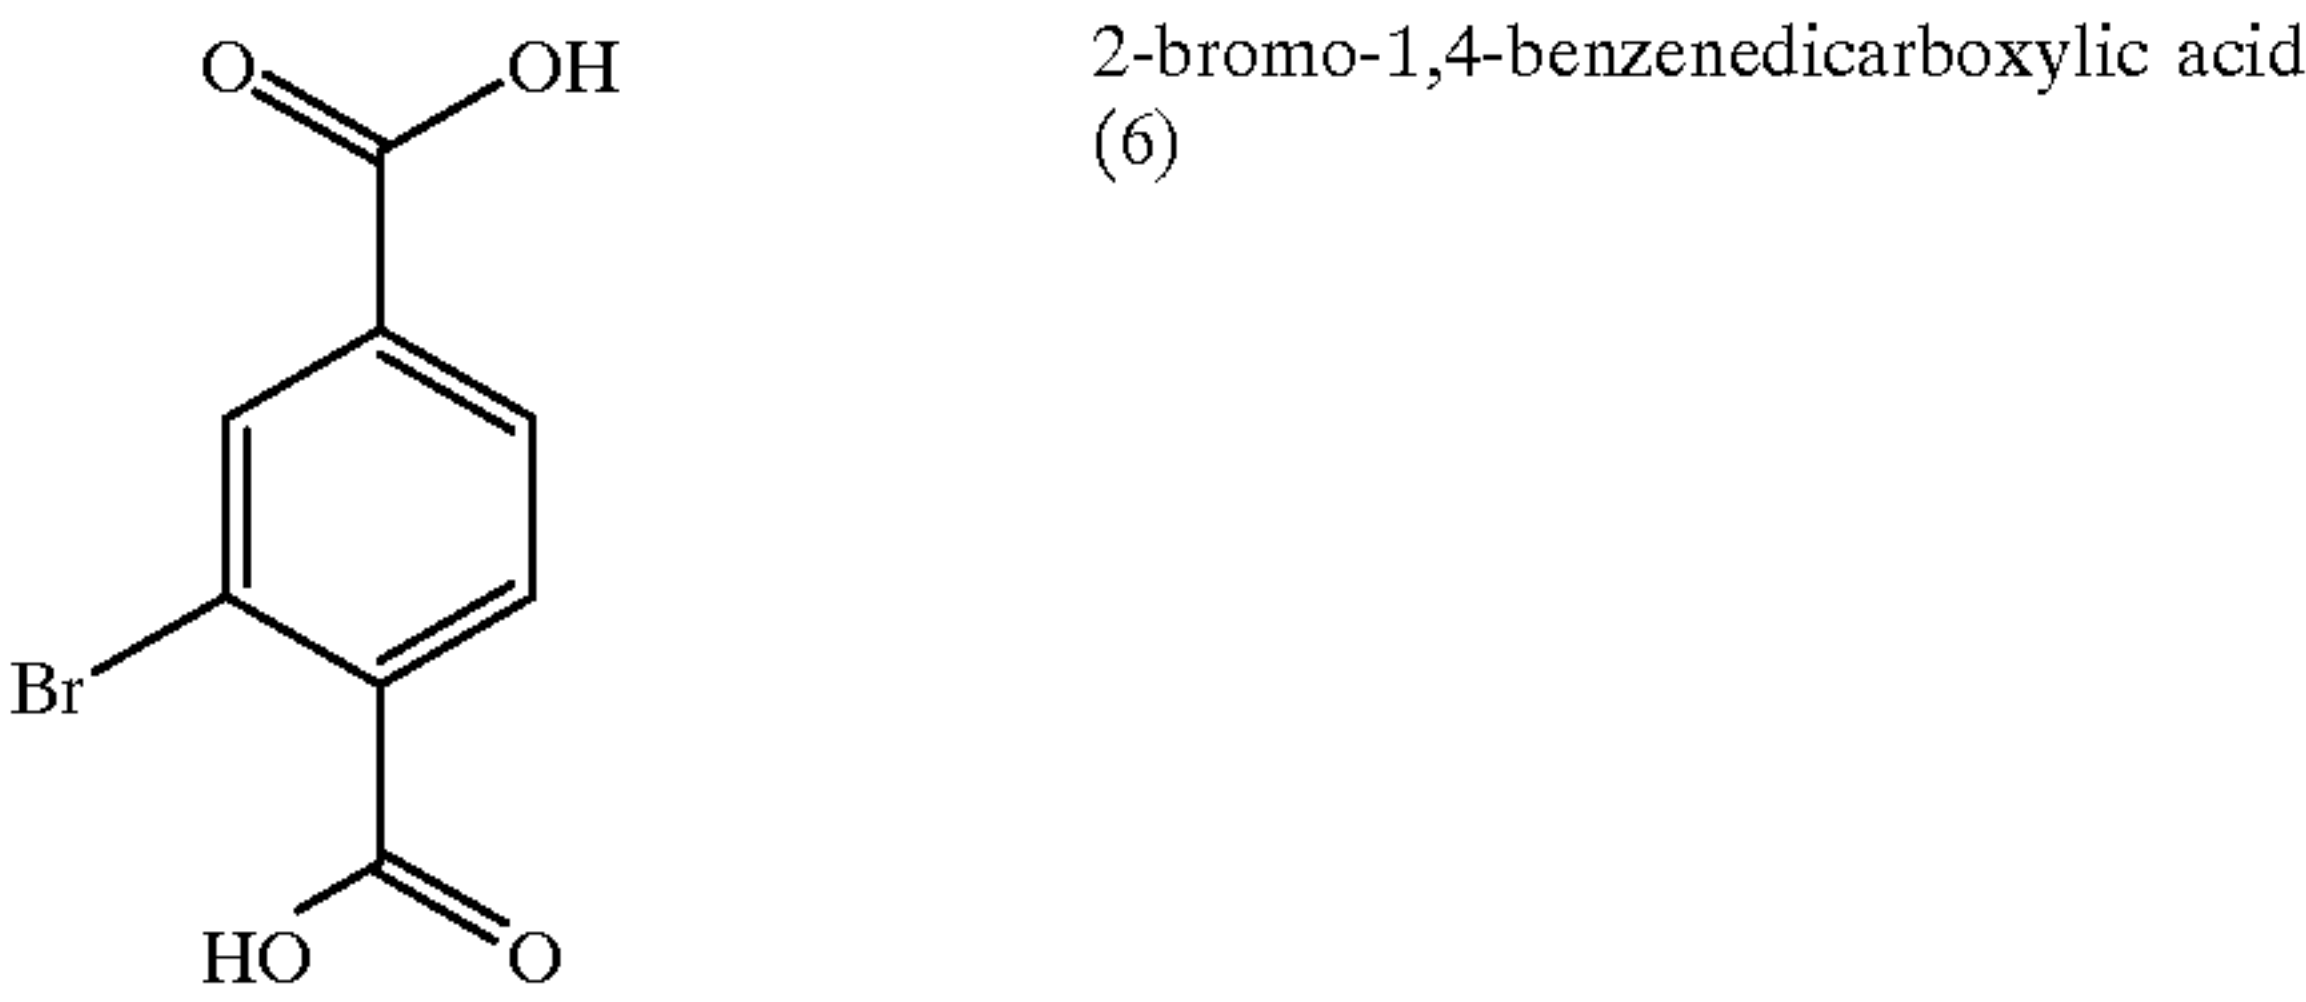 O OH
2-bromo-1,4-benzenedicarboxylic acid
(6)
Br
HO O